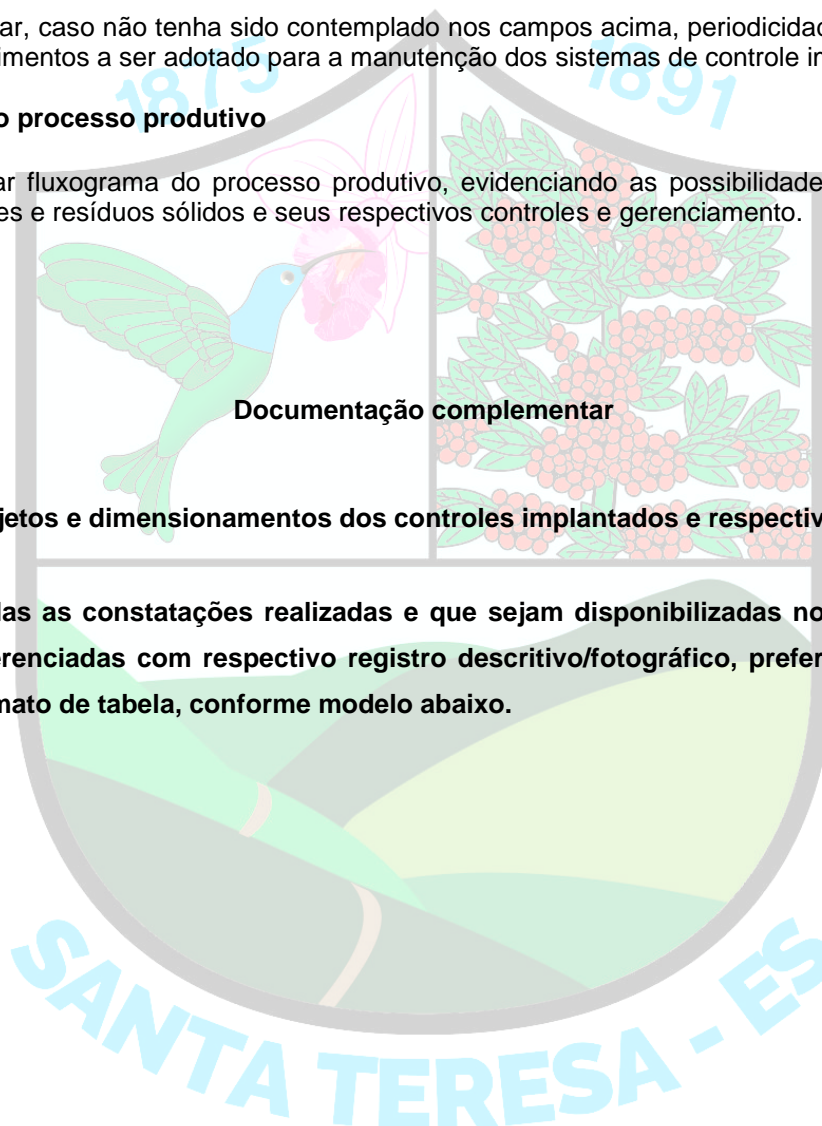 ar, caso não tenha sido contemplado nos campos acima, periodicidad
imentos a ser adotado para a manutenção dos sistemas de controle in
1875
1891
o processo produtivo
ar fluxograma do processo produtivo, evidenciando as possibilidade
es e resíduos sólidos e seus respectivos controles e gerenciamento.
Documentação complementar
jetos e dimensionamentos dos controles implantados e respectiv
das as constatações realizadas e que sejam disponibilizadas no
erenciadas com respectivo registro descritivo/fotográfico, prefer
mato de tabela, conforme modelo abaixo.
SANTA TERESA - ES